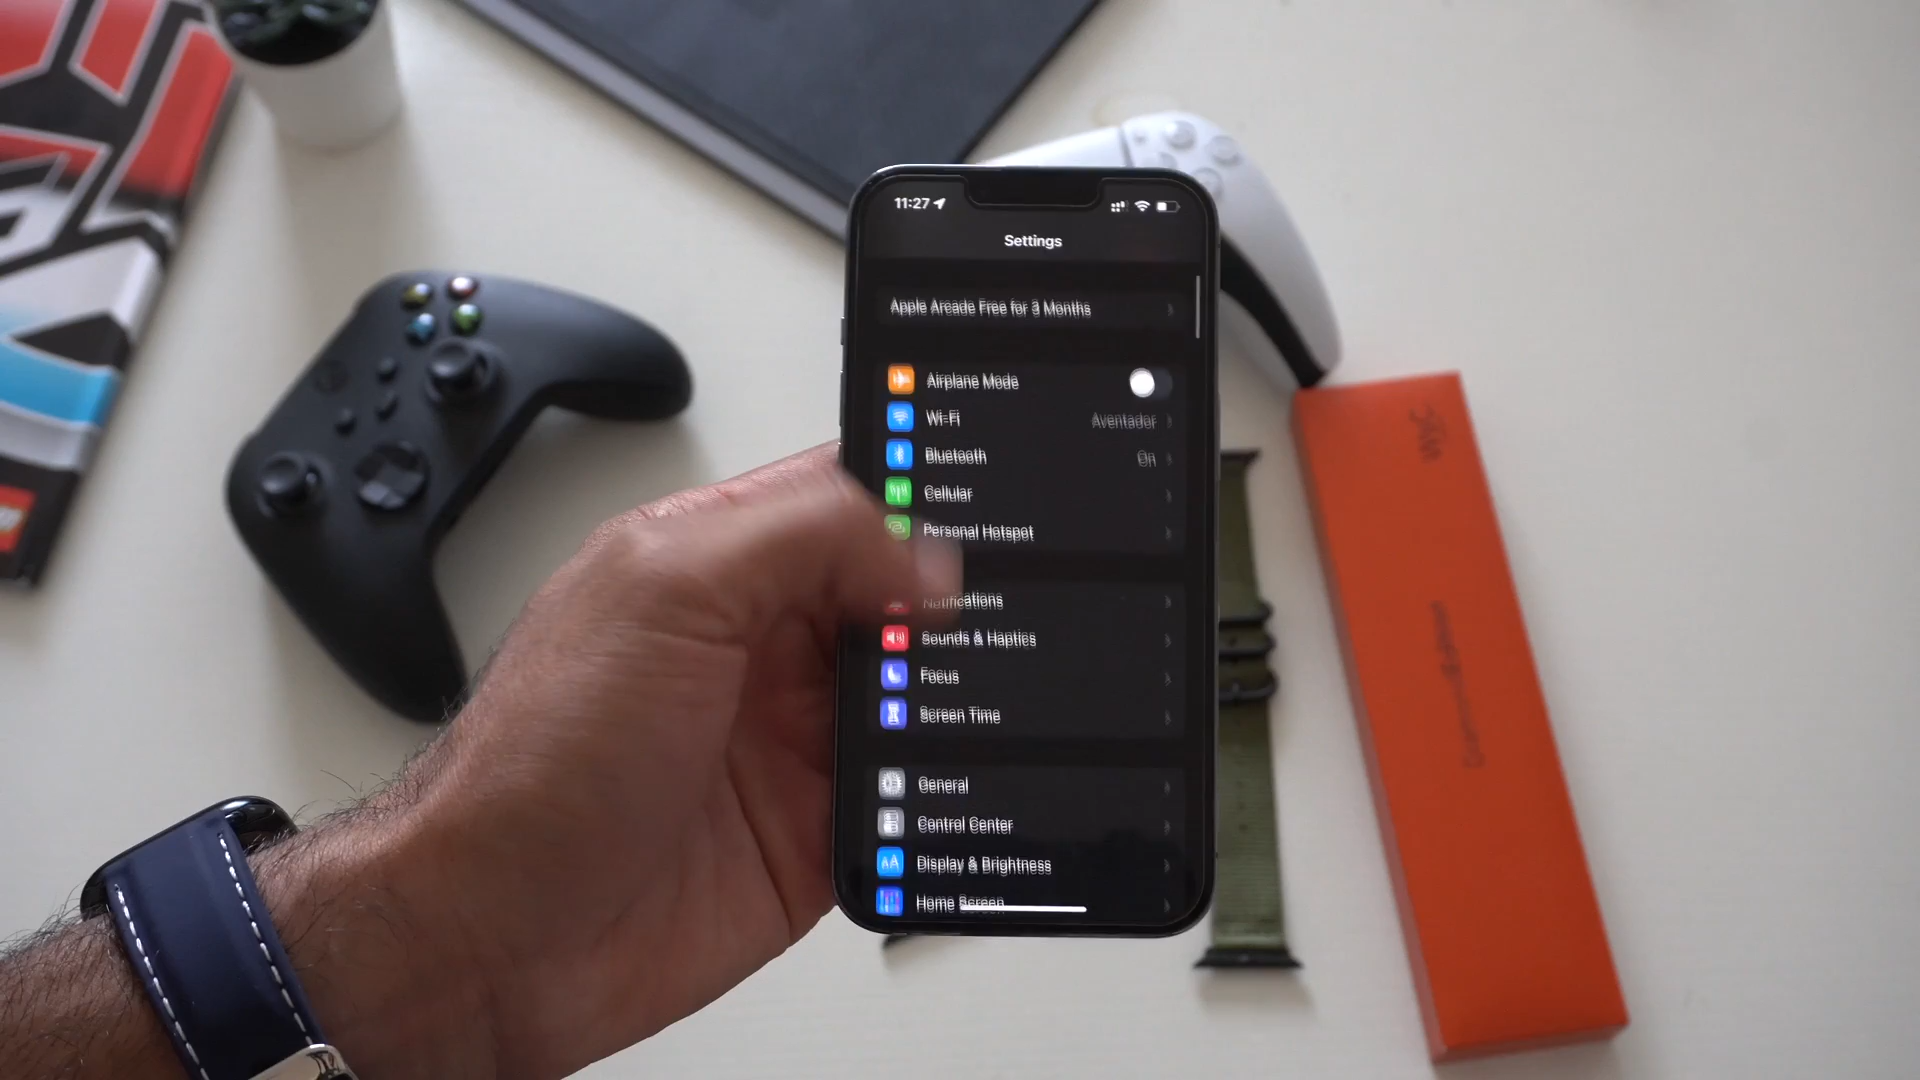 11:27
Settings
Apple Arcade Free for 3 Months
Airplane Mode
Wi-Fi Aventador
Bluetooth On
Cellular
Personal Hotspot
Notifications
Sounds & Haptics
Focus
Screen Time
General
Control Center
Display & Brightness
Home Screen